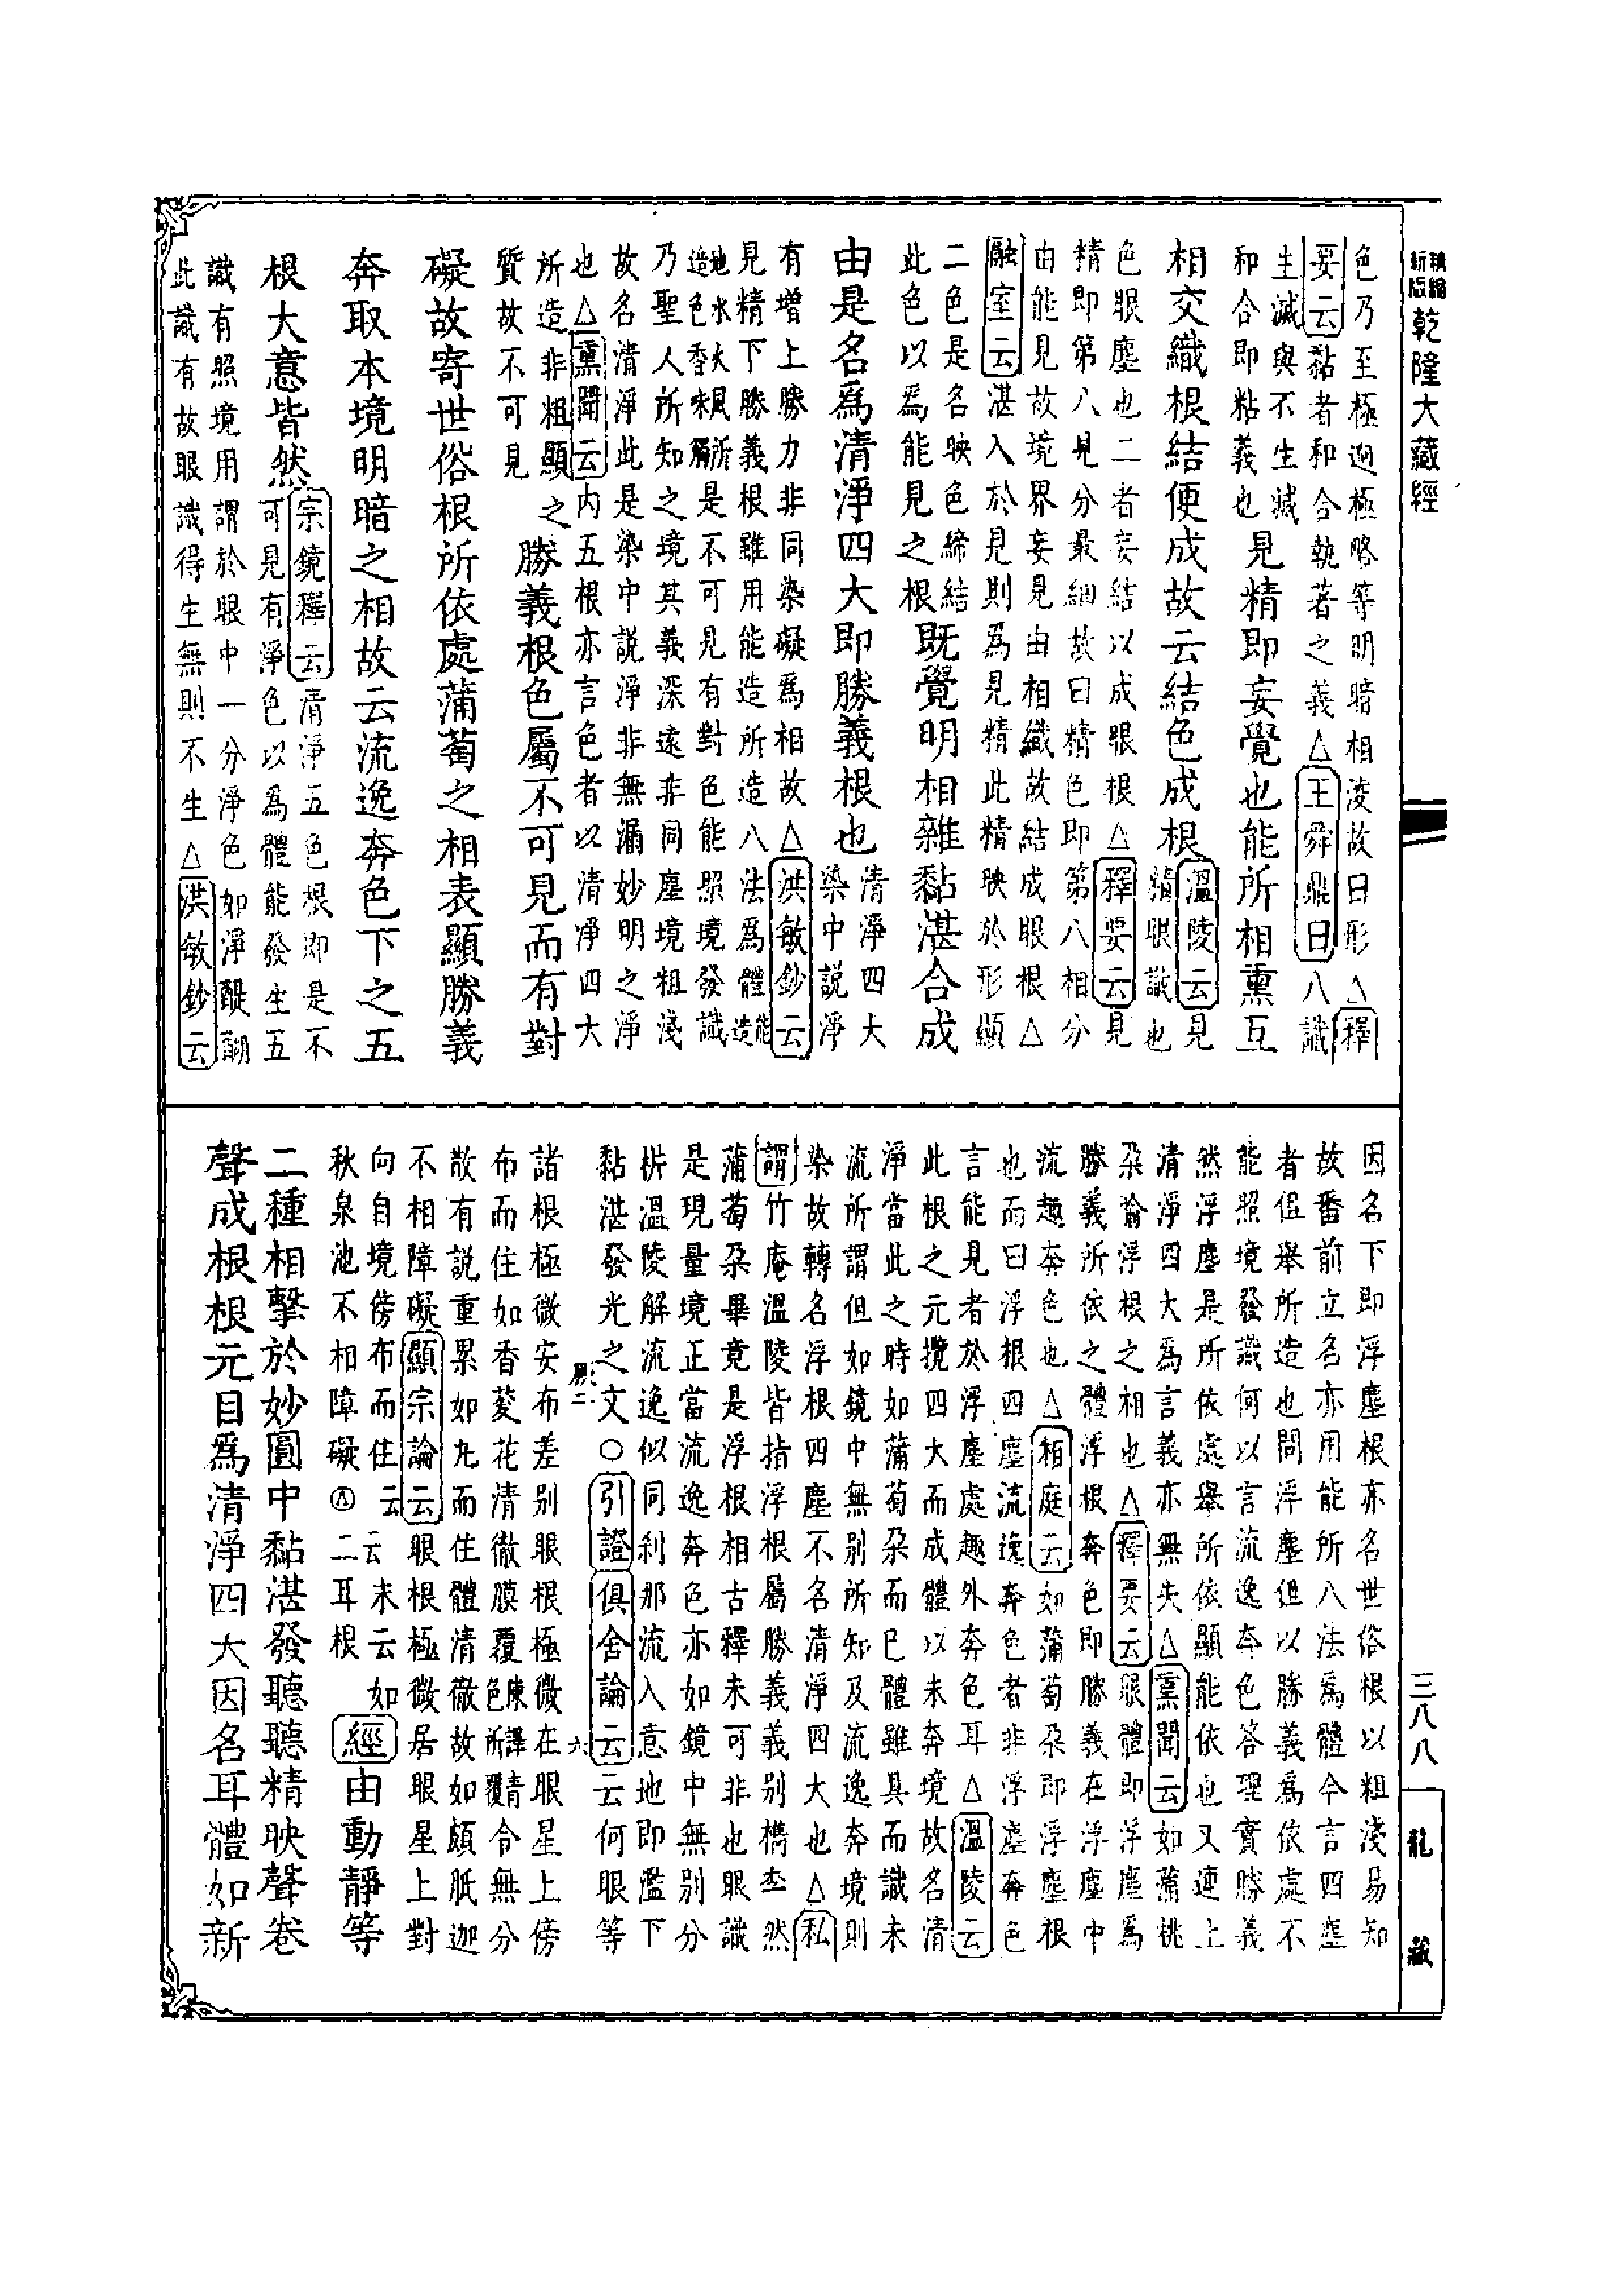 精縮新版乾隆大藏經
色乃至極迥極略等明暗相淩故曰形△釋
要云黏者和合執著之義△王舜鼎曰八識
生滅與不生滅
和合即粘義也
見精即妄覺也能所相熏互
相交織根結便成故云結色成根
溫陵云見
精眼識也
色眼塵也二者妄結以成眼根△釋要云見
精即第八見分最細故曰精色即第八相分
由能見故境界妄見由相織故結成眼根△
融室云湛入於見則為見精此精映於形顯
二色是名映色締結
此色以為能見之根
既覺明相雜黏湛合成
由是名為清淨四大即勝義根也
清淨四大
染中說淨
有增上勝力非同染礙為相故△洪敏鈔云
見精下勝義根雖用能造所造八法為體能造
地水火風所造色香味觸是不可見有對色能照境發識
乃聖人所知之境其義深遠非同塵境粗淺
故名清淨此是染中說淨非無漏妙明之淨
也△熏聞云內五根亦言色者以清淨四大
所造非粗顯之
質故不可見
勝義根色屬不可見而有對
礙故寄世俗根所依處蒲萄之相表顯勝義
奔取本境明暗之相故云流逸奔色下之五
根大意皆然
宗鏡釋云清淨五色根即是不
可見有淨色以為體能發生五
識有照境用謂於眼中一分淨色如淨醍醐
此識有故眼識得生無則不生△洪敏鈔云
因名下即浮塵根亦名世俗根以粗淺易知
故番前立名亦用能所八法為體今言四塵
者但舉所造也問浮塵但以勝義為依處不
能照境發識何以言流逸奔色答理實勝義
然浮塵是所依處舉所依顯能依也又連上
清淨四大為言義亦無失△熏聞云如蒲桃
朶喻浮根之相也△釋要云眼體即浮塵為
勝義所依之體浮根奔色即勝義在浮塵中
流趣奔色也△栢庭云如蒲萄朶即浮塵根
也而曰浮根四塵流逸奔色者非浮塵奔色
言能見者於浮塵處趣外奔色耳△溫陵云
此根之元攬四大而成體以未奔境故名清
淨當此之時如蒲萄朶而已體雖具而識未
流所謂但如鏡中無別所知及流逸奔境則
染故轉名浮根四塵不名清淨四大也△私
謂竹庵溫陵皆指浮根屬勝義義別檇𠀋然
蒲萄朶畢竟是浮根相古釋未可非也眼識
是現量境正當流逸奔色亦如鏡中無別分
柝溫陵解流逸似同剎那流入意地即濫下
黏湛發光之文○引證俱舍論云云何眼等
勝二
六
諸根極微安布差別眼根極微在眼星上傍
布而住如香菱花清徹膜覆陳譯青色所覆令無分
散有說重累如丸而住體清徹故如頗胝迦
不相障礙顯宗論云眼根極微居眼星上對
向自境傍布而住云云末云如
秋泉池不相障礙㊂二耳根
經由動靜等
二種相擊於妙圓中黏湛發聽聽精映聲卷
聲成根根元目為清淨四大因名耳體如新
三八八
龍藏